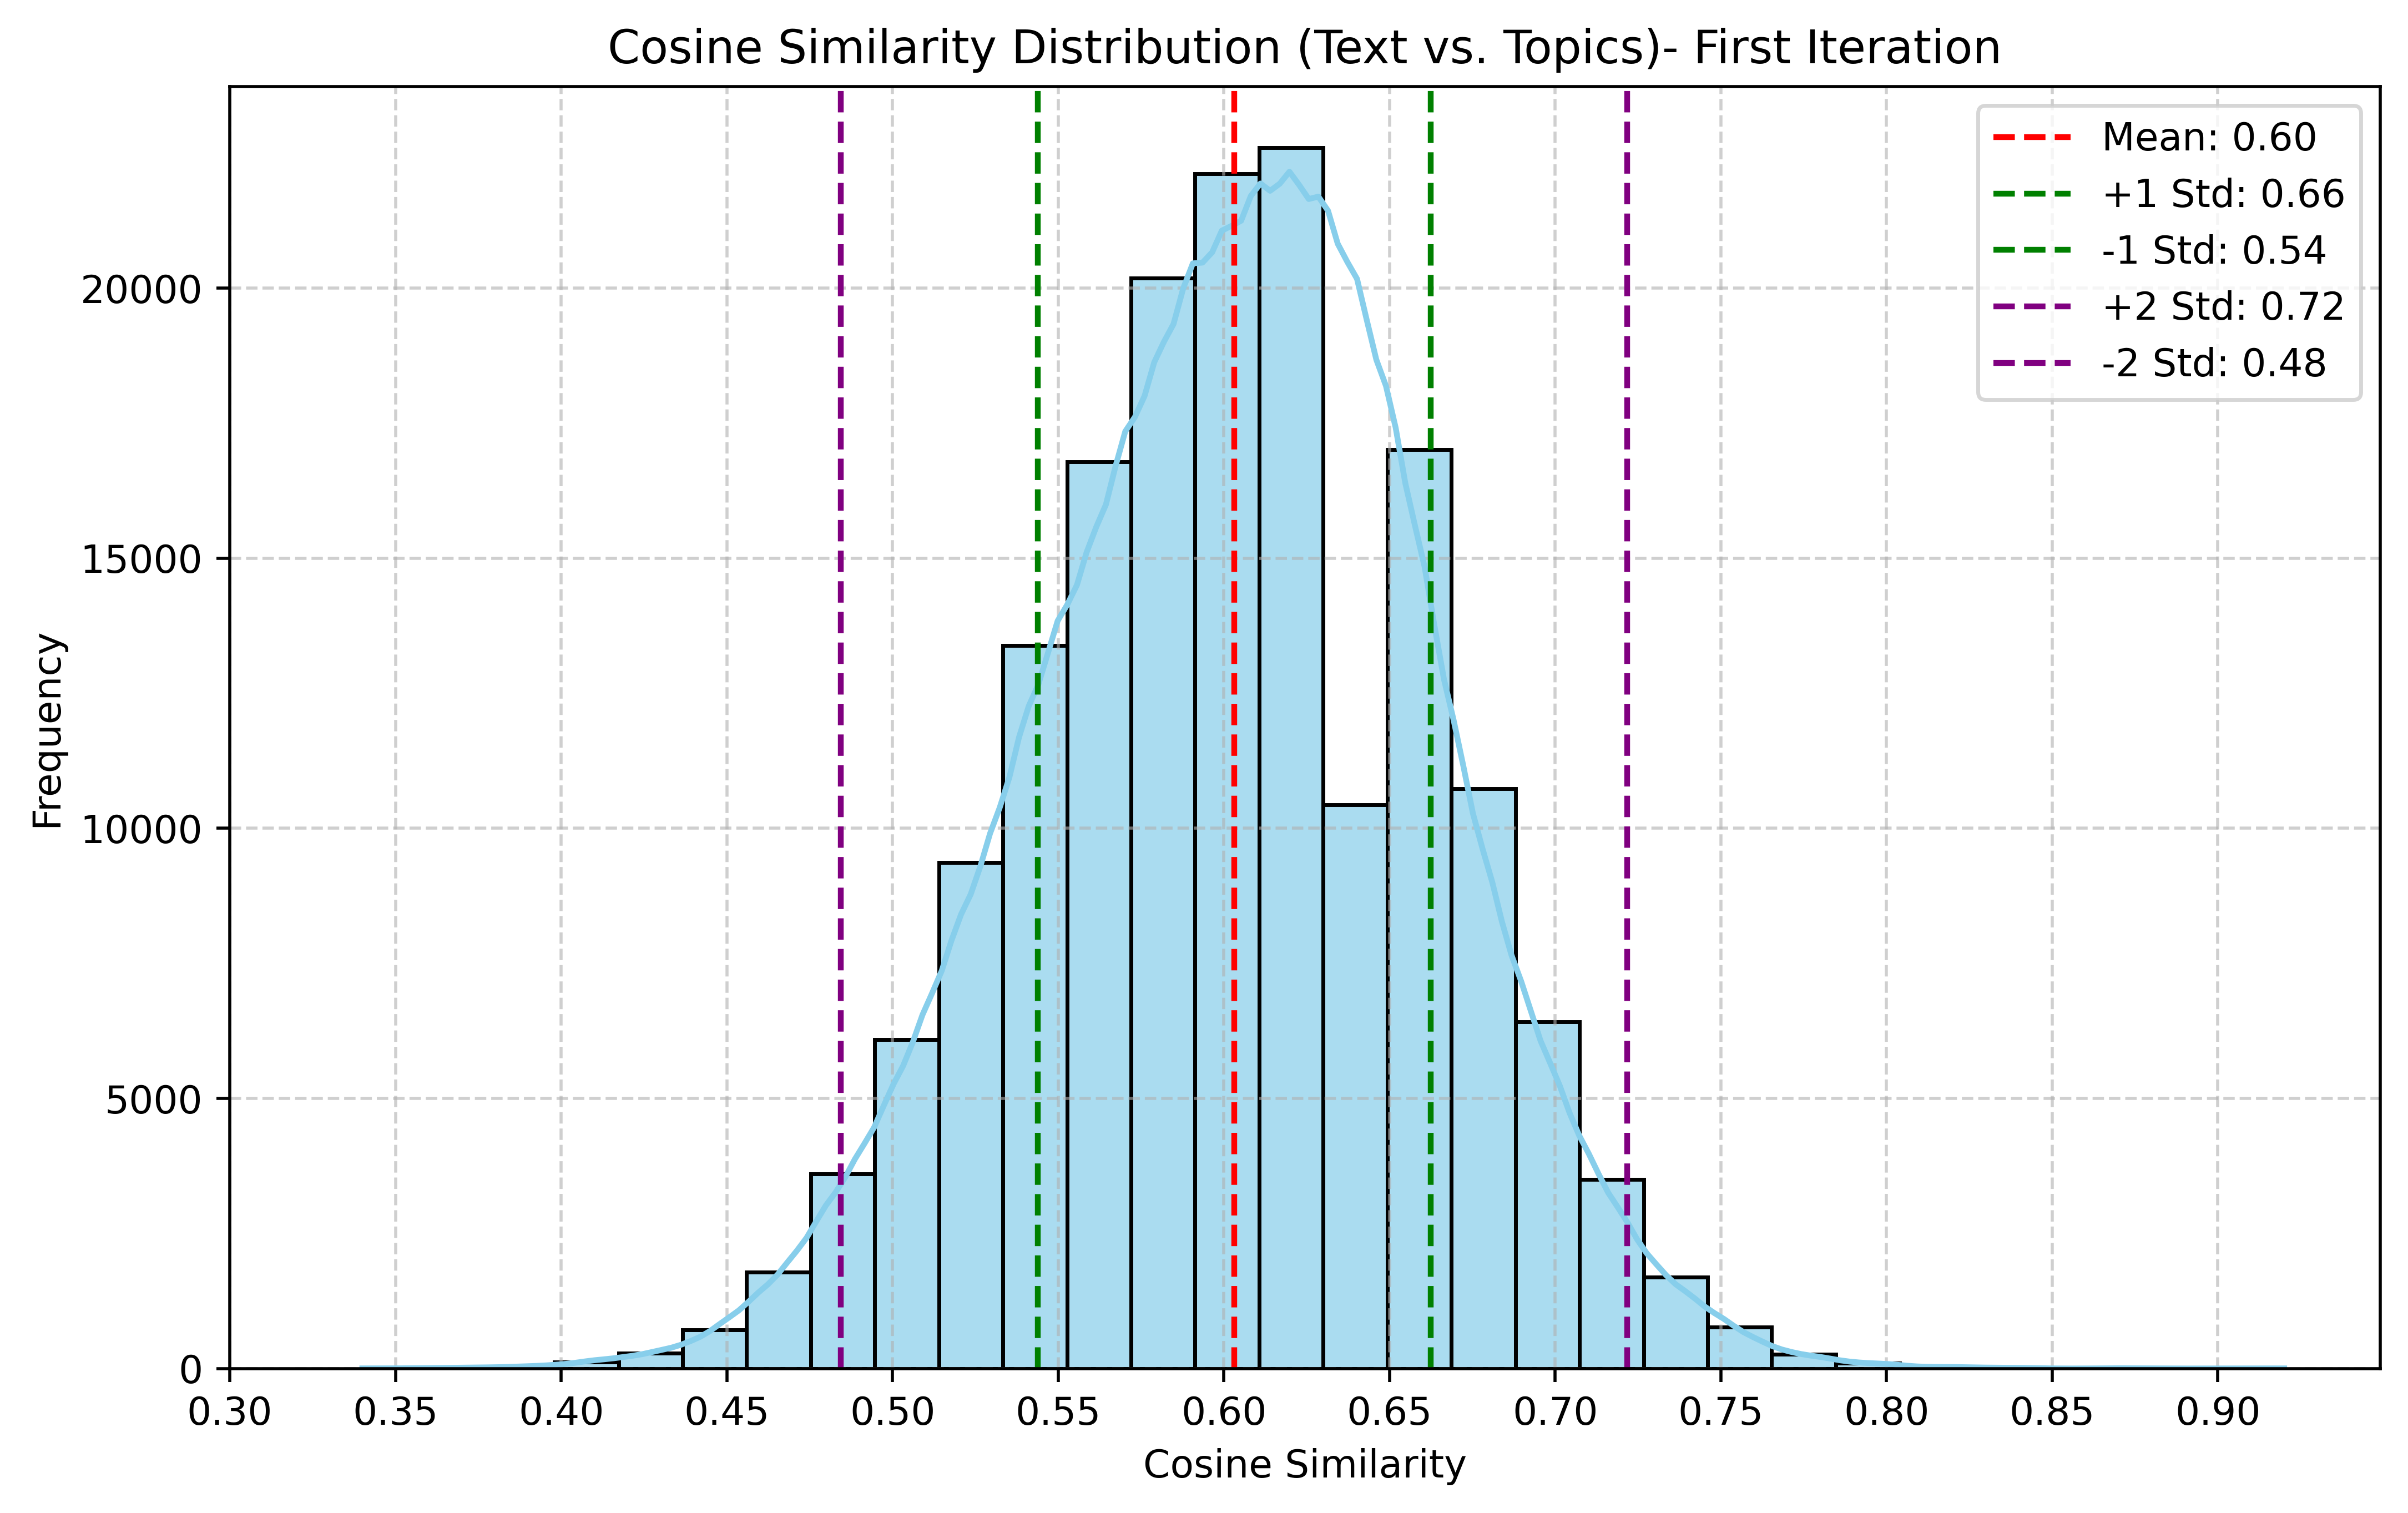 Cosine Similarity Distribution (Text vs. Topics)- First Iteration
Mean: 0.60
+1 Std: 0.66
-1 Std: 0.54
+2 Std: 0.72
-2 Std: 0.48
Frequency
20000
15000
10000
5000
0
0.30 0.35 0.40 0.45 0.50 0.55 0.60 0.65 0.70 0.75 0.80 0.85 0.90
Cosine Similarity